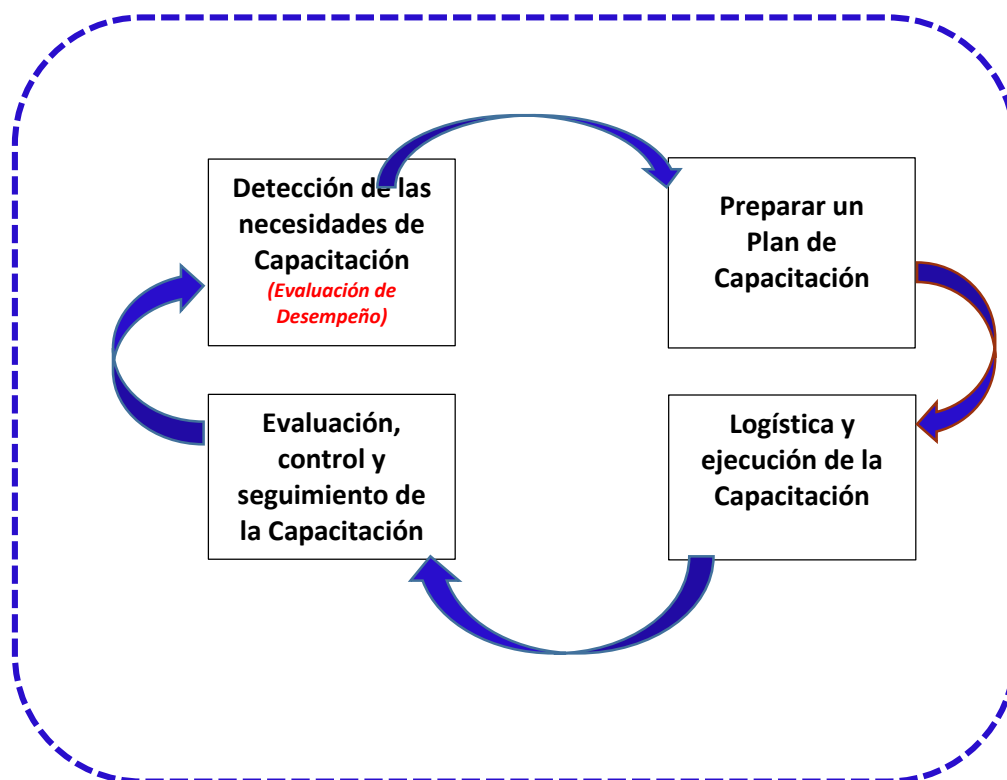 Detección de las
necesidades de
Capacitación
(Evaluación de
Desempeño)
Preparar un
Plan de
Capacitación
Evaluación,
control y
seguimiento de
la Capacitación
Logística y
ejecución de la
Capacitación